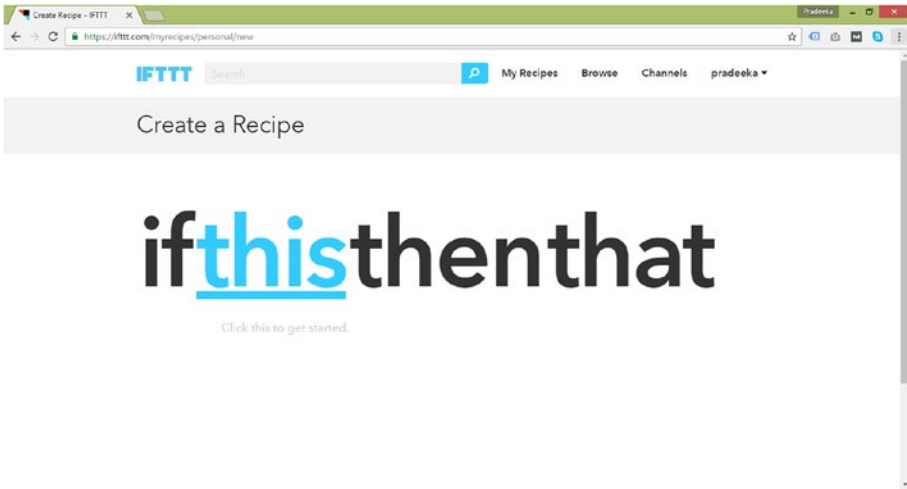 Create Recipe - IFTTT
Pradeeka
https://ifttt.com/myrecipes/personal/new
IFTTT Search My Recipes Browse Channels pradeeka
Create a Recipe
ifthisthenthat
Click this to get started.